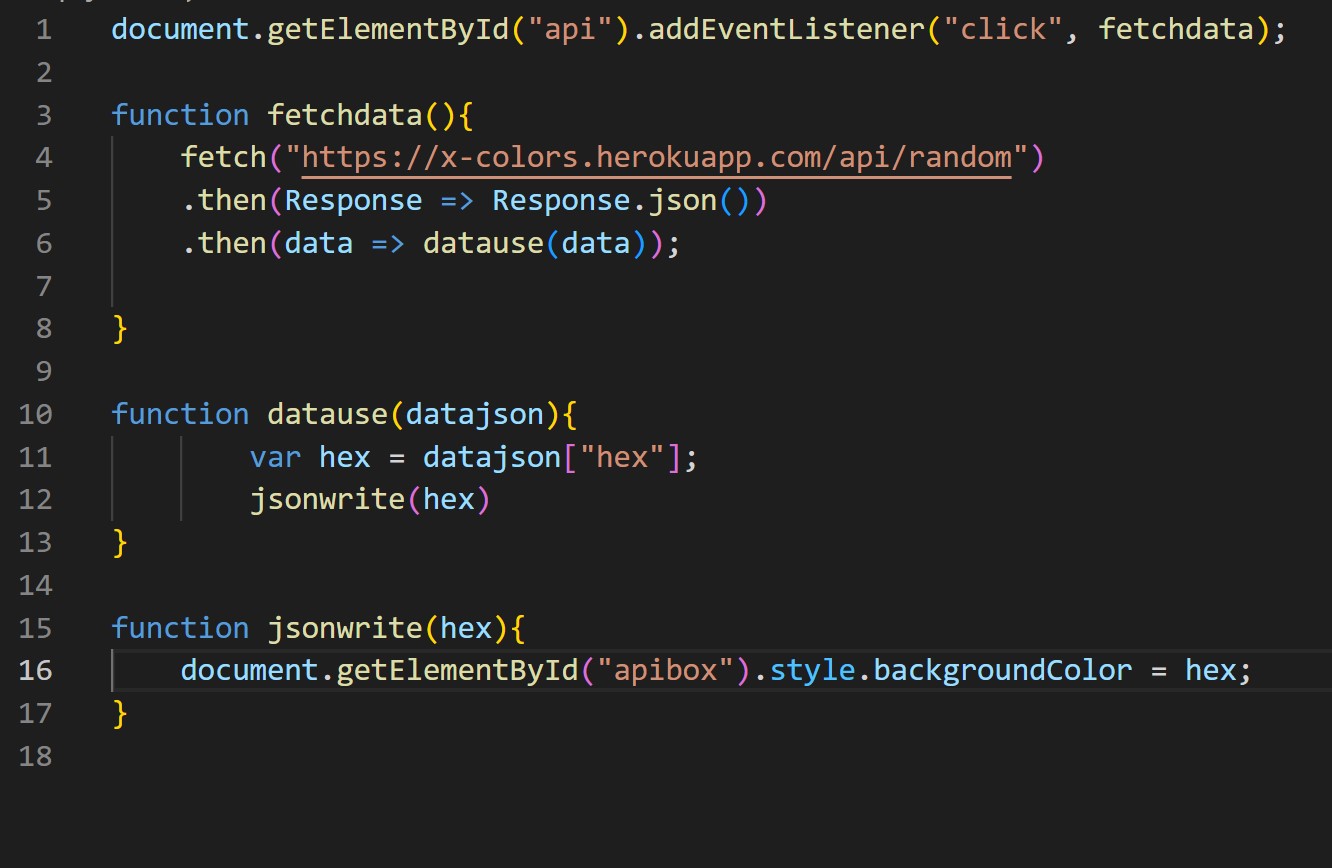 1 document.getElementById("api").addEventListener("click", fetchdata);
2
3 function fetchdata(){
4 fetch("https://x-colors.herokuapp.com/api/random")
5 .then(Response => Response.json())
6 .then(data => datause(data));
7
8 }
9
10 function datause(datajson){
11 var hex = datajson["hex"];
12 jsonwrite(hex)
13 }
14
15 function jsonwrite(hex){
16 document.getElementById("apibox").style.backgroundColor = hex;
17 }
18